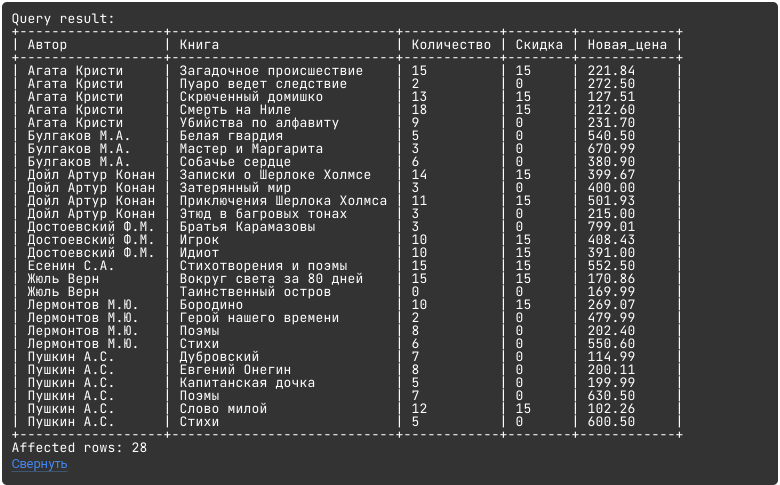 Query result:
+------------------+----------------------------+------------+--------+------------+
| Автор            | Книга                      | Количество | Скидка | Новая_цена |
+------------------+----------------------------+------------+--------+------------+
| Агата Кристи     | Загадочное происшествие    | 15         | 15     | 221.84     |
| Агата Кристи     | Пуаро ведет следствие      | 2          | 0      | 272.50     |
| Агата Кристи     | Скрюченный домишко         | 13         | 15     | 127.51     |
| Агата Кристи     | Смерть на Ниле             | 18         | 15     | 212.60     |
| Агата Кристи     | Убийства по алфавиту       | 9          | 0      | 231.70     |
| Булгаков М.А.    | Белая гвардия              | 5          | 0      | 540.50     |
| Булгаков М.А.    | Мастер и Маргарита         | 3          | 0      | 670.99     |
| Булгаков М.А.    | Собачье сердце             | 6          | 0      | 380.90     |
| Дойл Артур Конан | Записки о Шерлоке Холмсе   | 14         | 15     | 399.67     |
| Дойл Артур Конан | Затерянный мир             | 3          | 0      | 400.00     |
| Дойл Артур Конан | Приключения Шерлока Холмса | 11         | 15     | 501.93     |
| Дойл Артур Конан | Этюд в багровых тонах      | 3          | 0      | 215.00     |
| Достоевский Ф.М. | Братья Карамазовы          | 3          | 0      | 799.01     |
| Достоевский Ф.М. | Игрок                      | 10         | 15     | 408.43     |
| Достоевский Ф.М. | Идиот                      | 10         | 15     | 391.00     |
| Есенин С.А.      | Стихотворения и поэмы      | 15         | 15     | 552.50     |
| Жюль Верн        | Вокруг света за 80 дней    | 15         | 15     | 170.86     |
| Жюль Верн        | Таинственный остров        | 0          | 0      | 169.99     |
| Лермонтов М.Ю.   | Бородино                   | 10         | 15     | 269.07     |
| Лермонтов М.Ю.   | Герой нашего времени       | 2          | 0      | 479.99     |
| Лермонтов М.Ю.   | Поэмы                      | 8          | 0      | 202.40     |
| Лермонтов М.Ю.   | Стихи                      | 6          | 0      | 550.60     |
| Пушкин А.С.      | Дубровский                 | 7          | 0      | 114.99     |
| Пушкин А.С.      | Евгений Онегин             | 8          | 0      | 200.11     |
| Пушкин А.С.      | Капитанская дочка          | 5          | 0      | 199.99     |
| Пушкин А.С.      | Поэмы                      | 7          | 0      | 630.50     |
| Пушкин А.С.      | Слово милой                | 12         | 15     | 102.26     |
| Пушкин А.С.      | Стихи                      | 5          | 0      | 600.50     |
+------------------+----------------------------+------------+--------+------------+
Affected rows: 28
Свернуть